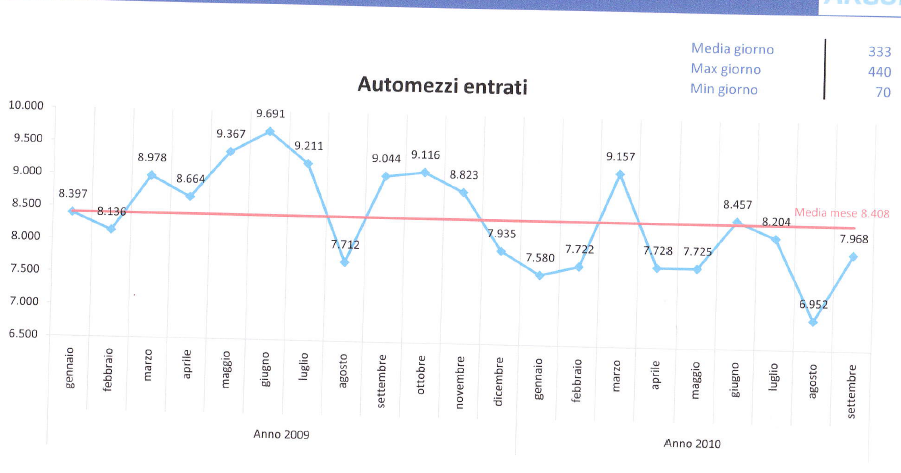 Media giorno 333
Max giorno 440
Min giorno 70
Automezzi entrati
10.000
9.500
9.000
8.500
8.000
7.500
7.000
6.500
8.397
8.136
8.978
8.664
9.367
9.691
9.211
7.712
9.044
9.116
8.823
7.935
7.580
7.722
9.157
7.728
7.725
8.457
8.204
6.952
7.968
Media mese 8.408
gennaio
febbraio
marzo
aprile
maggio
giugno
luglio
agosto
settembre
ottobre
novembre
dicembre
gennaio
febbraio
marzo
aprile
maggio
giugno
luglio
agosto
settembre
Anno 2009
Anno 2010